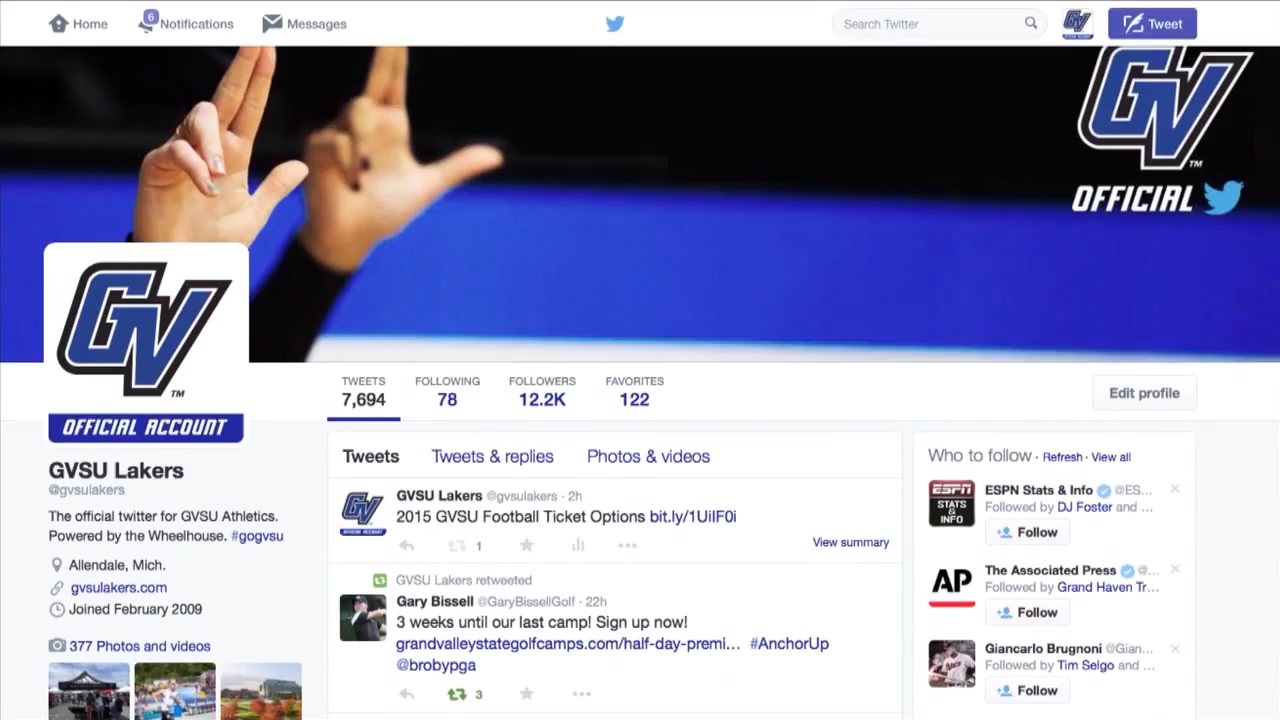 Home
6
Notifications
Messages
Search Twitter
Tweet
GV
TM
OFFICIAL
GV
TM
OFFICIAL ACCOUNT
TWEETS
7,694
FOLLOWING
78
FOLLOWERS
12.2K
FAVORITES
122
Edit profile
GVSU Lakers
@gvsulakers
The official twitter for GVSU Athletics.
Powered by the Wheelhouse. #gogvsu
Allendale, Mich.
gvsulakers.com
Joined February 2009
377 Photos and videos
Tweets
Tweets & replies
Photos & videos
GVSU Lakers @gvsulakers · 2h
2015 GVSU Football Ticket Options bit.ly/1UiIF0i
1
View summary
GVSU Lakers retweeted
Gary Bissell @GaryBissellGolf · 22h
3 weeks until our last camp! Sign up now!
grandvalleystategolfcamps.com/half-day-premi… #AnchorUp
@brobypga
3
Who to follow · Refresh · View all
ESPN
STATS
&
INFO
ESPN Stats & Info @ES...
Followed by DJ Foster and ...
Follow
AP
The Associated Press @...
Followed by Grand Haven Tr...
Follow
Giancarlo Brugnoni @Gian...
Followed by Tim Selgo and ...
Follow